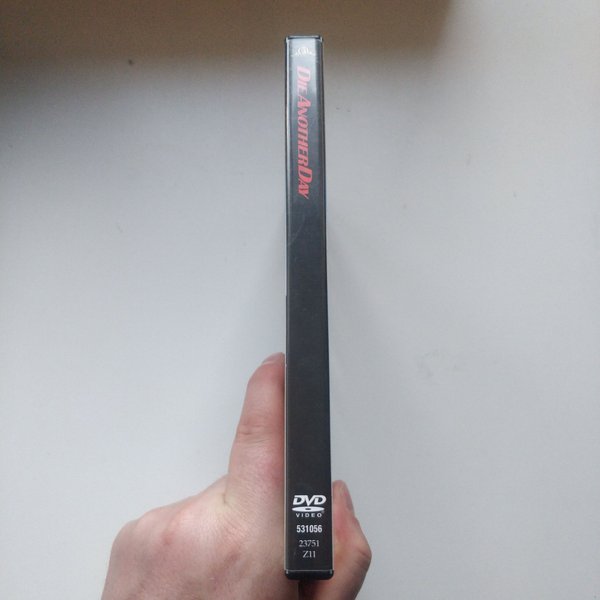 DIE ANOTHER DAY
DVD
VIDEO
531056
23751
Z11